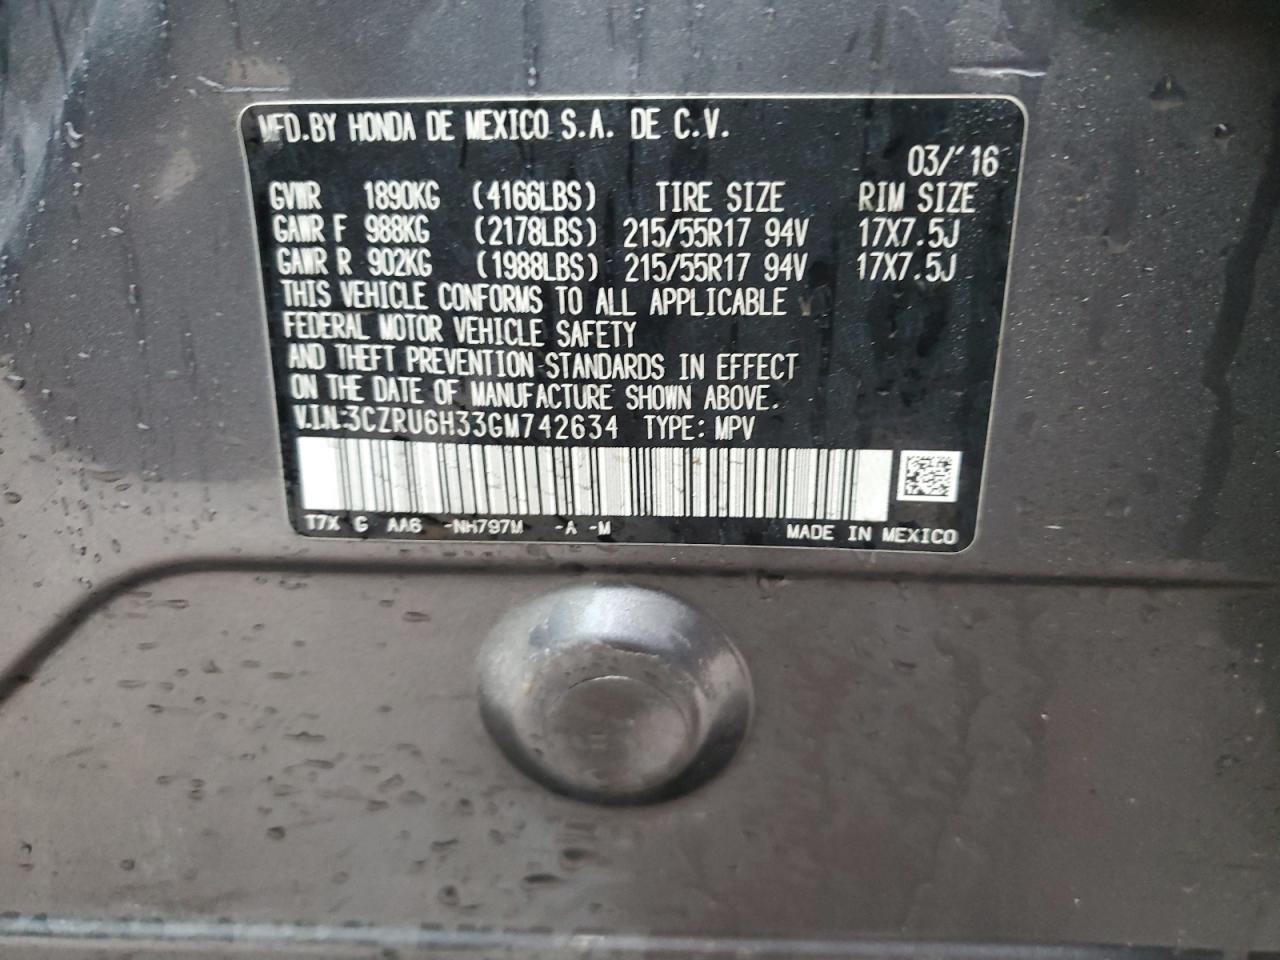 MFD.BY HONDA DE MEXICO S.A. DE C.V.
03/'16
GVWR 1890KG (4166LBS) TIRE SIZE RIM SIZE
GAWR F 988KG (2178LBS) 215/55R17 94V 17X7.5J
GAWR R 902KG (1988LBS) 215/55R17 94V 17X7.5J
THIS VEHICLE CONFORMS TO ALL APPLICABLE
FEDERAL MOTOR VEHICLE SAFETY
AND THEFT PREVENTION STANDARDS IN EFFECT
ON THE DATE OF MANUFACTURE SHOWN ABOVE.
V.I.N:3CZRU6H33GM742634 TYPE: MPV
T7X G AA6 -NH797M -A -M MADE IN MEXICO